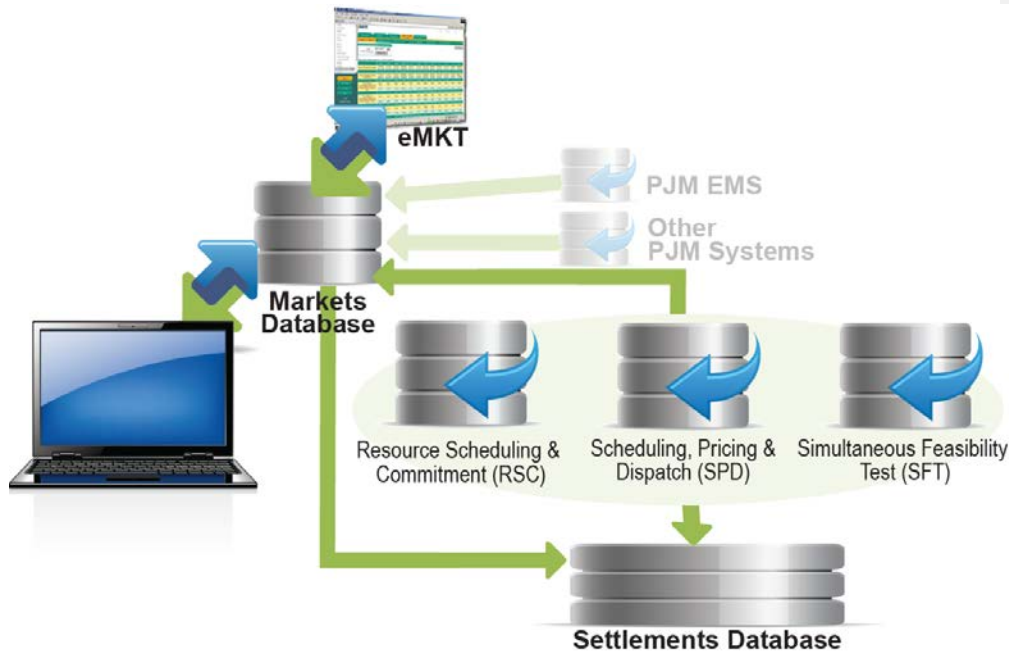 eMKT
PJM EMS
Other
PJM Systems
Markets
Database
Resource Scheduling &
Commitment (RSC)
Scheduling, Pricing &
Dispatch (SPD)
Simultaneous Feasibility
Test (SFT)
Settlements Database